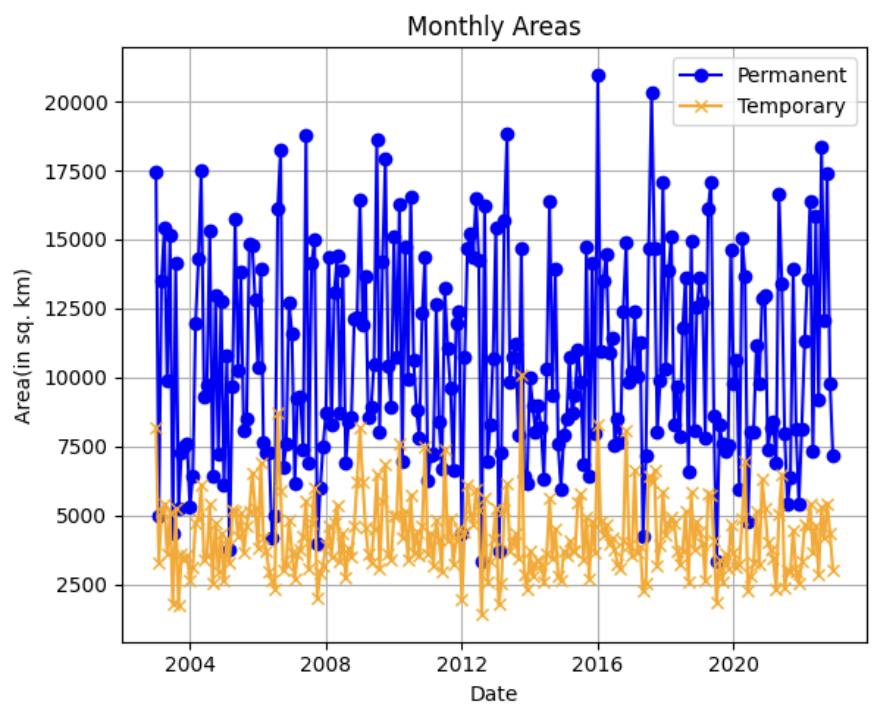 Monthly Areas
Permanent
Temporary
20000
17500
15000
12500
10000
7500
5000
2500
Area(in sq. km)
2004 2008 2012 2016 2020
Date